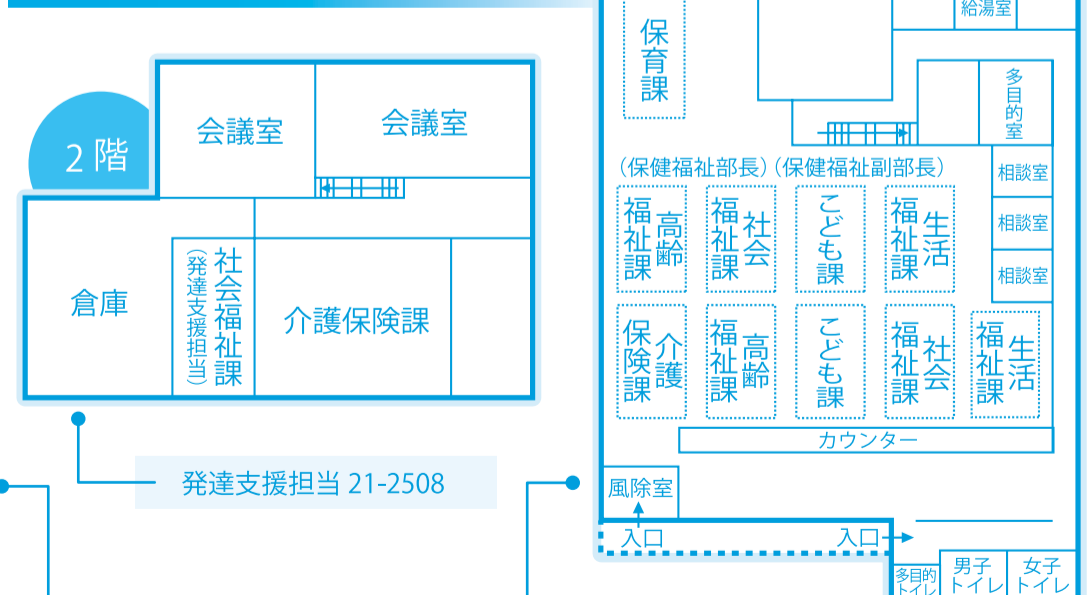 2 階
会議室
会議室
倉庫
社会福祉課
（発達支援担当）
介護保険課
発達支援担当 21-2508
給湯室
保育課
多目的室
（保健福祉部長）（保健福祉副部長）
相談室
相談室
相談室
高齢
福祉課
社会
福祉課
こども課
生活
福祉課
介護
保険課
高齢
福祉課
こども課
社会
福祉課
生活
福祉課
カウンター
風除室
入口
入口
多目的
トイレ
男子
トイレ
女子
トイレ